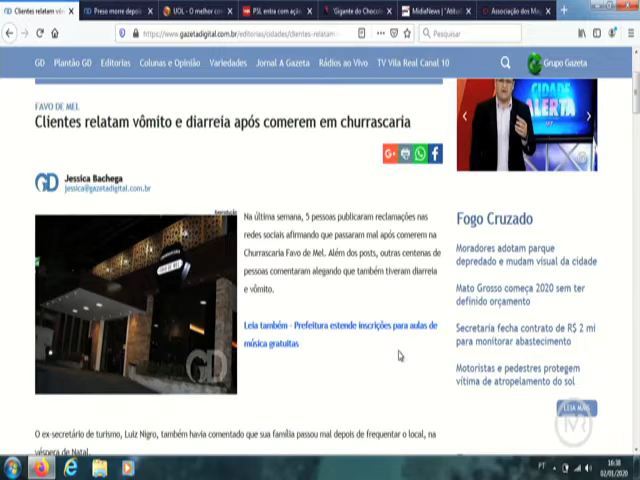 Clientes relatam vô
Preso morre depoi
UOL - O melhor co
PSL entra com ação
'Gigante do Chocol
MidiaNews | "Atitud
Associação dos Mag
https://www.gazetadigital.com.br/editorias/cidades/clientes-relatam-
Pesquisar
GD Plantão GD Editorias Colunas e Opinião Variedades Jornal A Gazeta Rádios ao Vivo TV Vila Real Canal 10
Grupo Gazeta
FAVO DE MEL
Clientes relatam vômito e diarreia após comerem em churrascaria
CIDADE
ALERTA
GD
Jessica Bachega
jessica@gazetadigital.com.br
Reprodução
Na última semana, 5 pessoas publicaram reclamações nas
redes sociais afirmando que passaram mal após comerem na
Churrascaria Favo de Mel. Além dos posts, outras centenas de
pessoas comentaram alegando que também tiveram diarreia
e vômito.
Leia também - Prefeitura estende inscrições para aulas de
música gratuitas
GD
Fogo Cruzado
Moradores adotam parque
depredado e mudam visual da cidade
Mato Grosso começa 2020 sem ter
definido orçamento
Secretaria fecha contrato de R$ 2 mi
para monitorar abastecimento
Motoristas e pedestres protegem
vítima de atropelamento do sol
LEIA MAIS
O ex-secretário de turismo, Luiz Nigro, também havia comentado que sua família passou mal depois de frequentar o local, na
véspera de Natal.
PT
16:38
02/01/2020